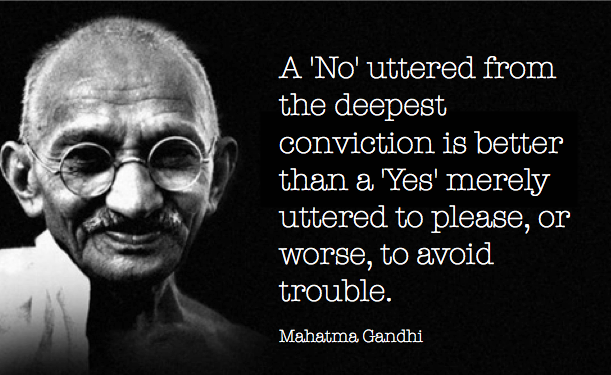 A 'No' uttered from
the deepest
conviction is better
than a 'Yes' merely
uttered to please, or
worse, to avoid
trouble.
Mahatma Gandhi